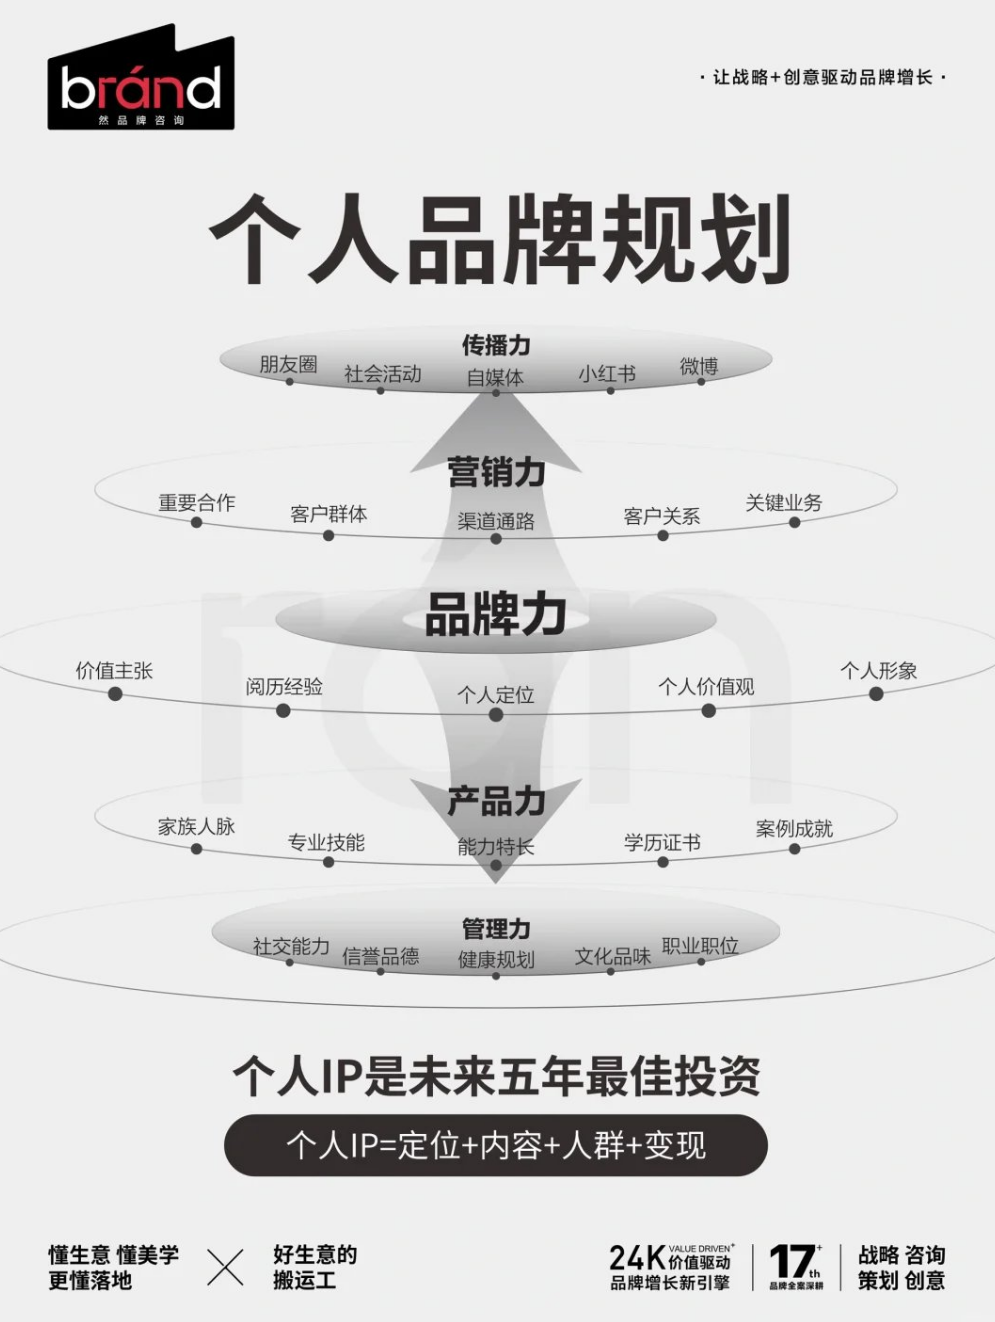 bránd
然品牌咨询
·让战略+创意驱动品牌增长·
个人品牌规划
传播力
朋友圈 社会活动 自媒体 小红书 微博
营销力
重要合作 客户群体 渠道通路 客户关系 关键业务
品牌力
价值主张 阅历经验 个人定位 个人价值观 个人形象
产品力
家族人脉 专业技能 能力特长 学历证书 案例成就
管理力
社交能力 信誉品德 健康规划 文化品味 职业职位
rán
个人IP是未来五年最佳投资
个人IP=定位+内容+人群+变现
懂生意 懂美学
更懂落地
好生意的
搬运工
24K VALUE DRIVEN+ 价值驱动
品牌增长新引擎
17th+
品牌全案深耕
战略 咨询
策划 创意